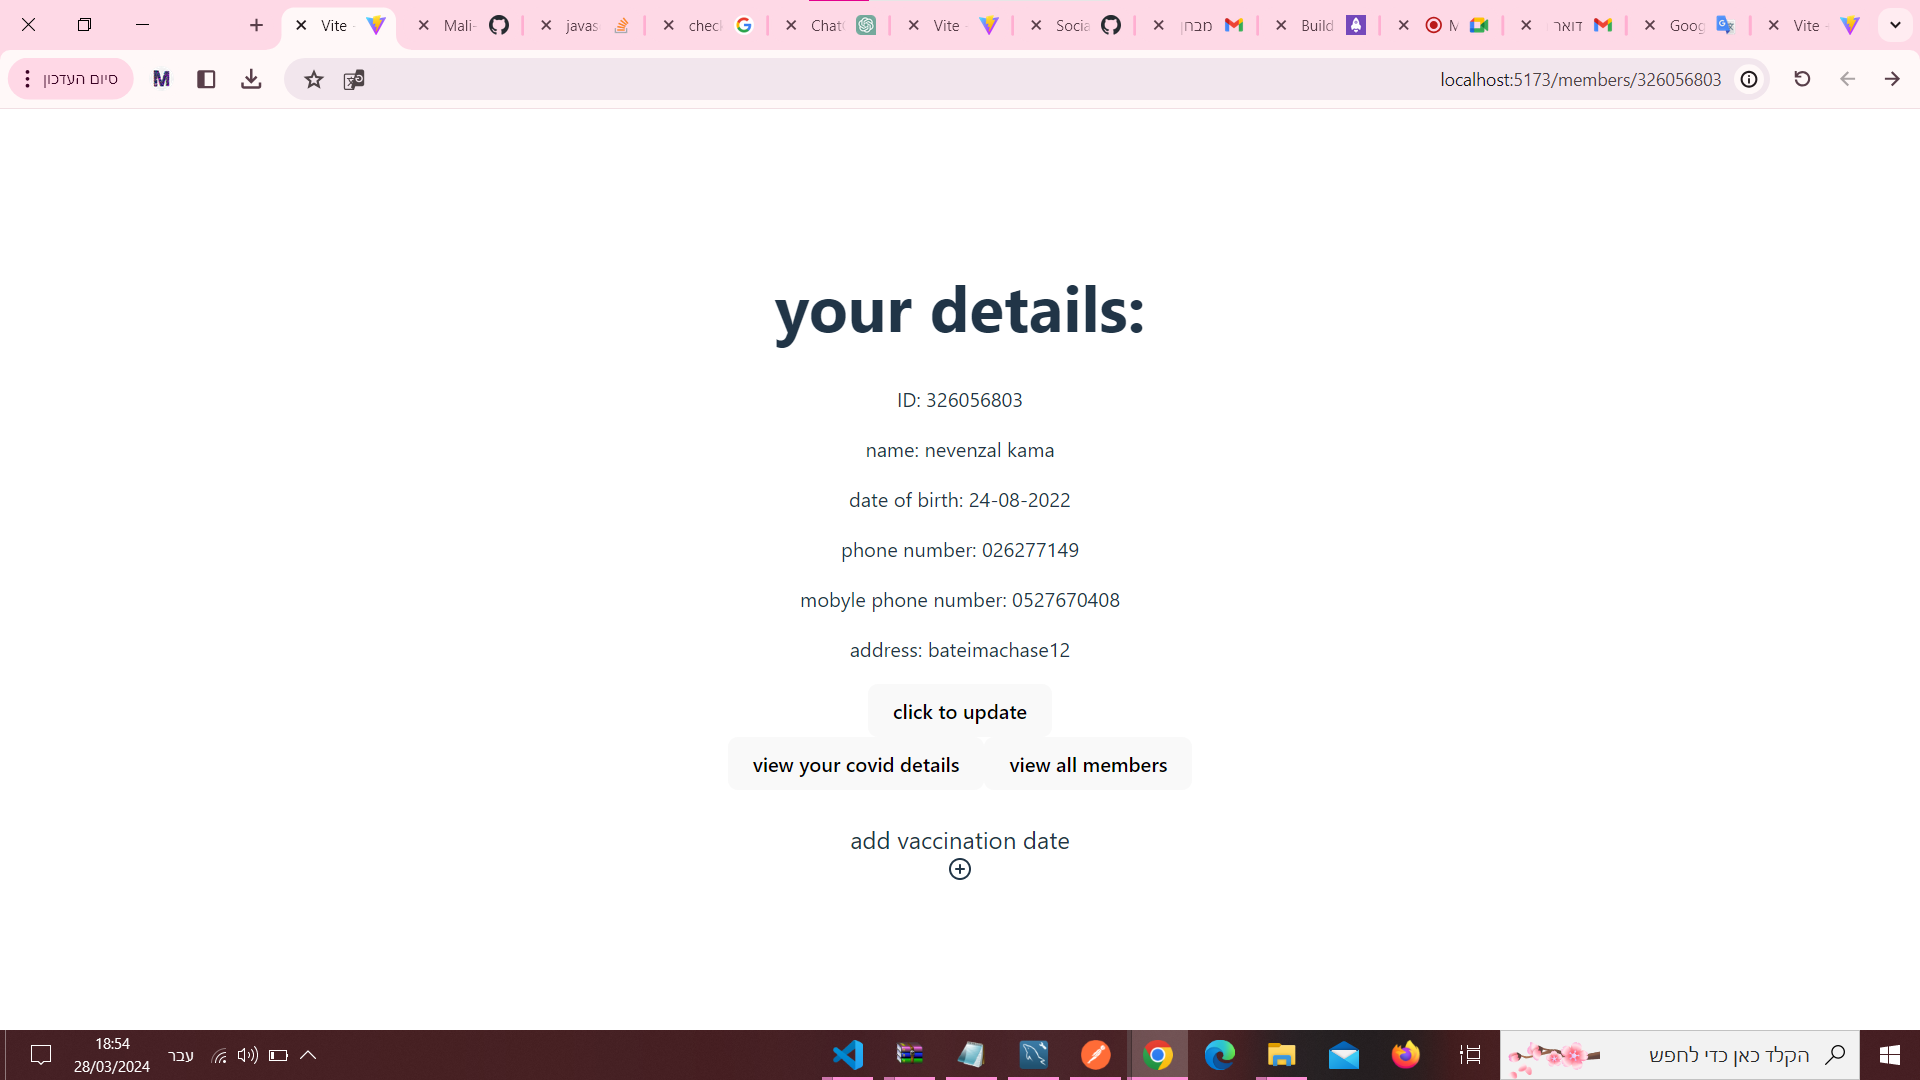 Vite
Mali-
javas
check
Chat
Vite
Socia
מבחן
Build
M
דואר
Goog
Vite
סיום העדכון
M
localhost:5173/members/326056803
your details:
ID: 326056803
name: nevenzal kama
date of birth: 24-08-2022
phone number: 026277149
mobyle phone number: 0527670408
address: bateimachase12
click to update
view your covid details
view all members
add vaccination date
18:54
28/03/2024
עבר
הקלד כאן כדי לחפש